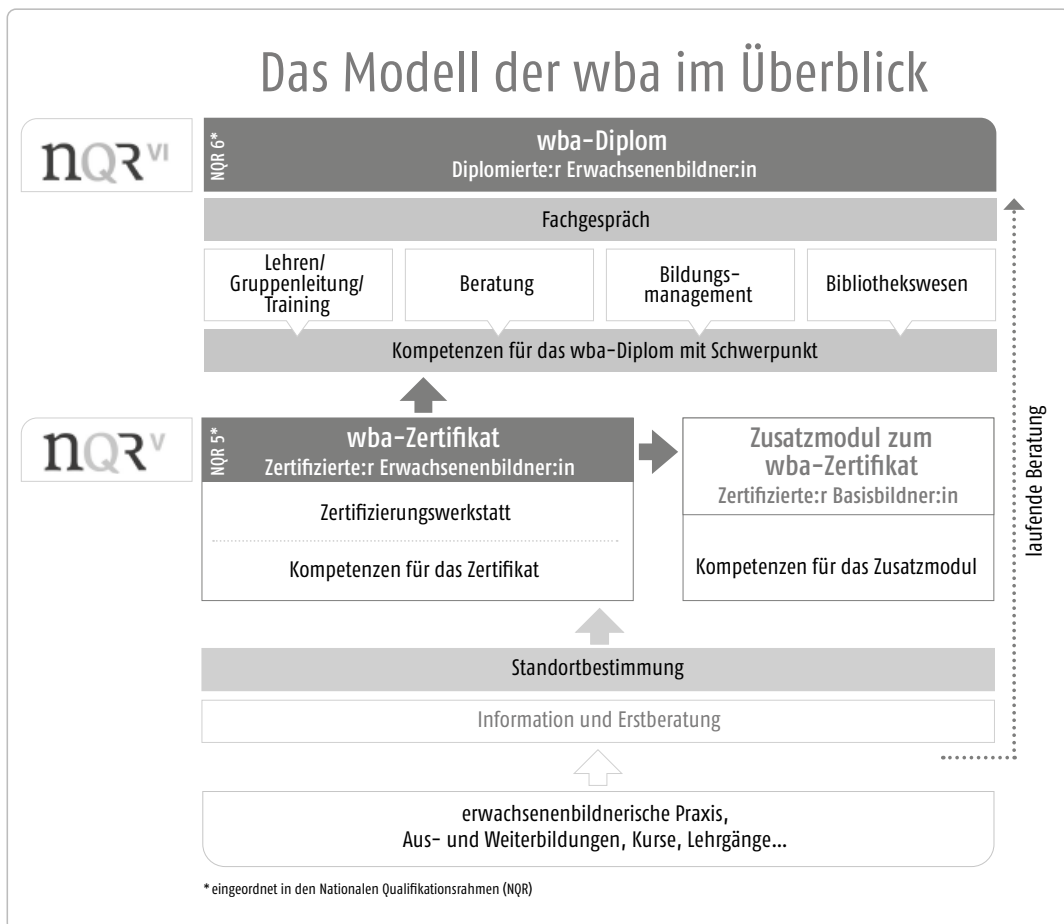 Das Modell der wba im Überblick
nQR VI
NQR 6*
wba-Diplom
Diplomierte:r Erwachsenenbildner:in
Fachgespräch
Lehren/
Gruppenleitung/
Training
Beratung
Bildungs-
management
Bibliothekswesen
Kompetenzen für das wba-Diplom mit Schwerpunkt
nQR V
NQR 5*
wba-Zertifikat
Zertifizierte:r Erwachsenenbildner:in
Zertifizierungswerkstatt
Kompetenzen für das Zertifikat
Zusatzmodul zum
wba-Zertifikat
Zertifizierte:r Basisbildner:in
Kompetenzen für das Zusatzmodul
laufende Beratung
Standortbestimmung
Information und Erstberatung
erwachsenenbildnerische Praxis,
Aus- und Weiterbildungen, Kurse, Lehrgänge...
* eingeordnet in den Nationalen Qualifikationsrahmen (NQR)